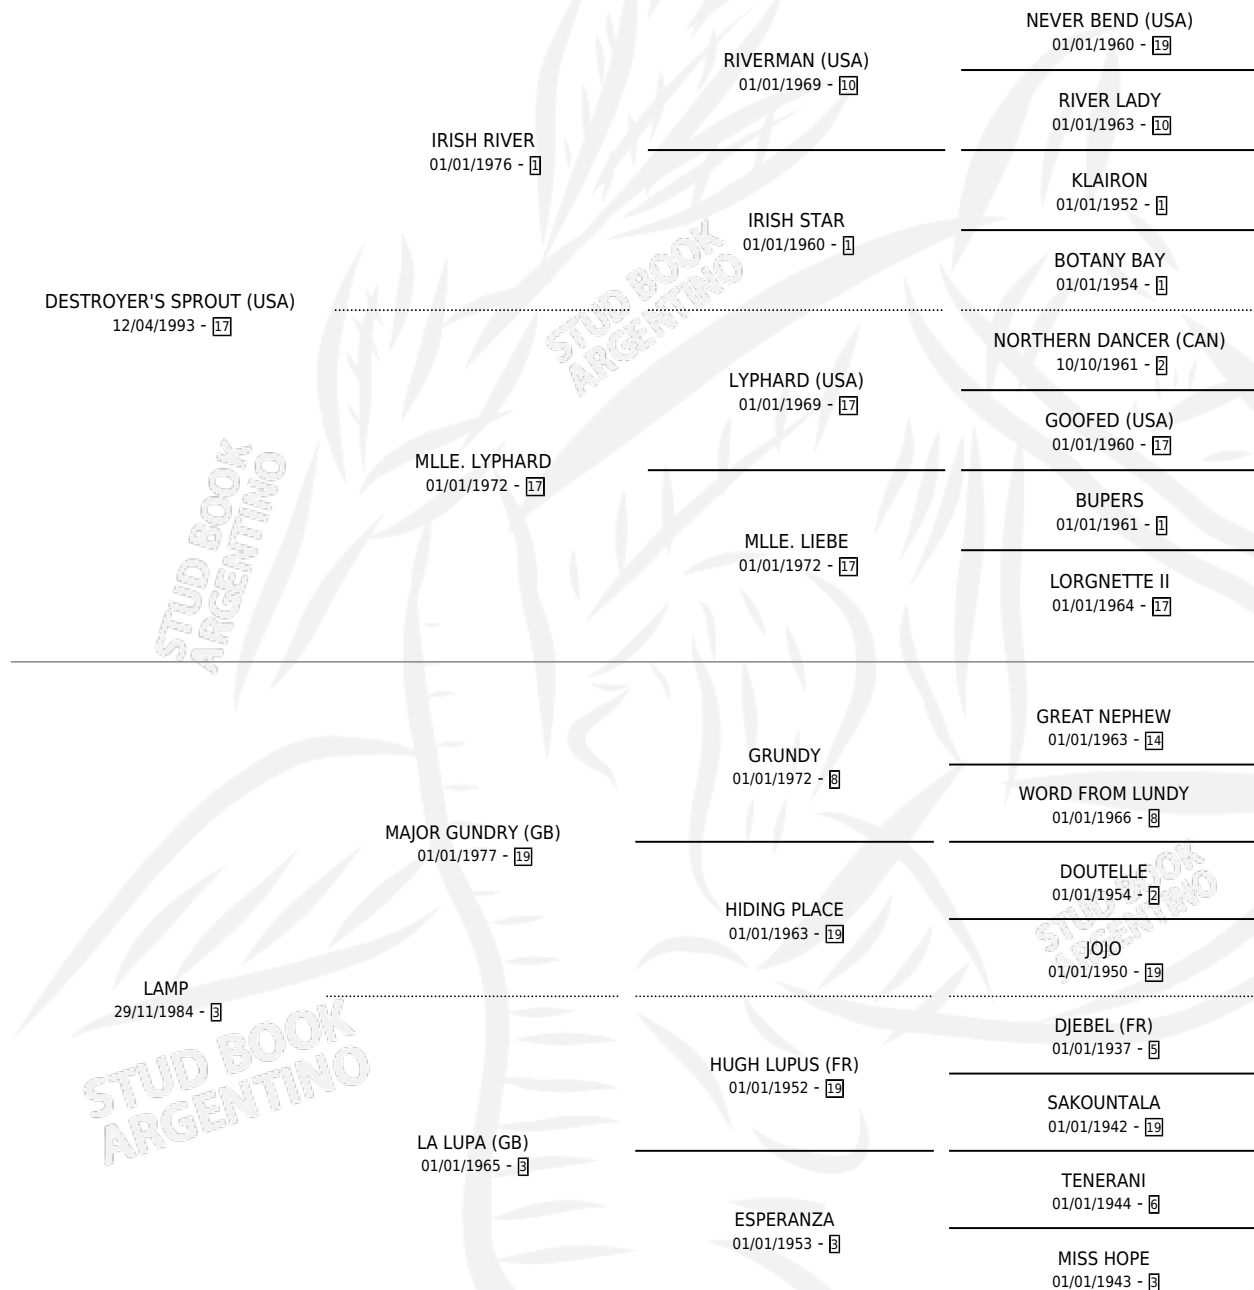 NEVER BEND (USA)
01/01/1960 - 19
RIVERMAN (USA)
01/01/1969 - 10
RIVER LADY
01/01/1963 - 10
IRISH RIVER
01/01/1976 - 1
KLAIRON
01/01/1952 - 1
IRISH STAR
01/01/1960 - 1
BOTANY BAY
01/01/1954 - 1
DESTROYER'S SPROUT (USA)
12/04/1993 - 17
STUD BOOK
ARGENTINO
NORTHERN DANCER (CAN)
10/10/1961 - 2
LYPHARD (USA)
01/01/1969 - 17
GOOFED (USA)
01/01/1960 - 17
MLLE. LYPHARD
01/01/1972 - 17
BUPERS
01/01/1961 - 1
MLLE. LIEBE
01/01/1972 - 17
LORGNETTE II
01/01/1964 - 17
STUD BOOK
ARGENTINO
GREAT NEPHEW
01/01/1963 - 14
GRUNDY
01/01/1972 - 8
WORD FROM LUNDY
01/01/1966 - 8
MAJOR GUNDRY (GB)
01/01/1977 - 19
DOUTELLE
01/01/1954 - 2
HIDING PLACE
01/01/1963 - 19
JOJO
01/01/1950 - 19
STUD BOOK
ARGENTINO
LAMP
29/11/1984 - 3
DJEBEL (FR)
01/01/1937 - 5
HUGH LUPUS (FR)
01/01/1952 - 19
SAKOUNTALA
01/01/1942 - 19
STUD BOOK
ARGENTINO
LA LUPA (GB)
01/01/1965 - 3
TENERANI
01/01/1944 - 6
ESPERANZA
01/01/1953 - 3
MISS HOPE
01/01/1943 - 3